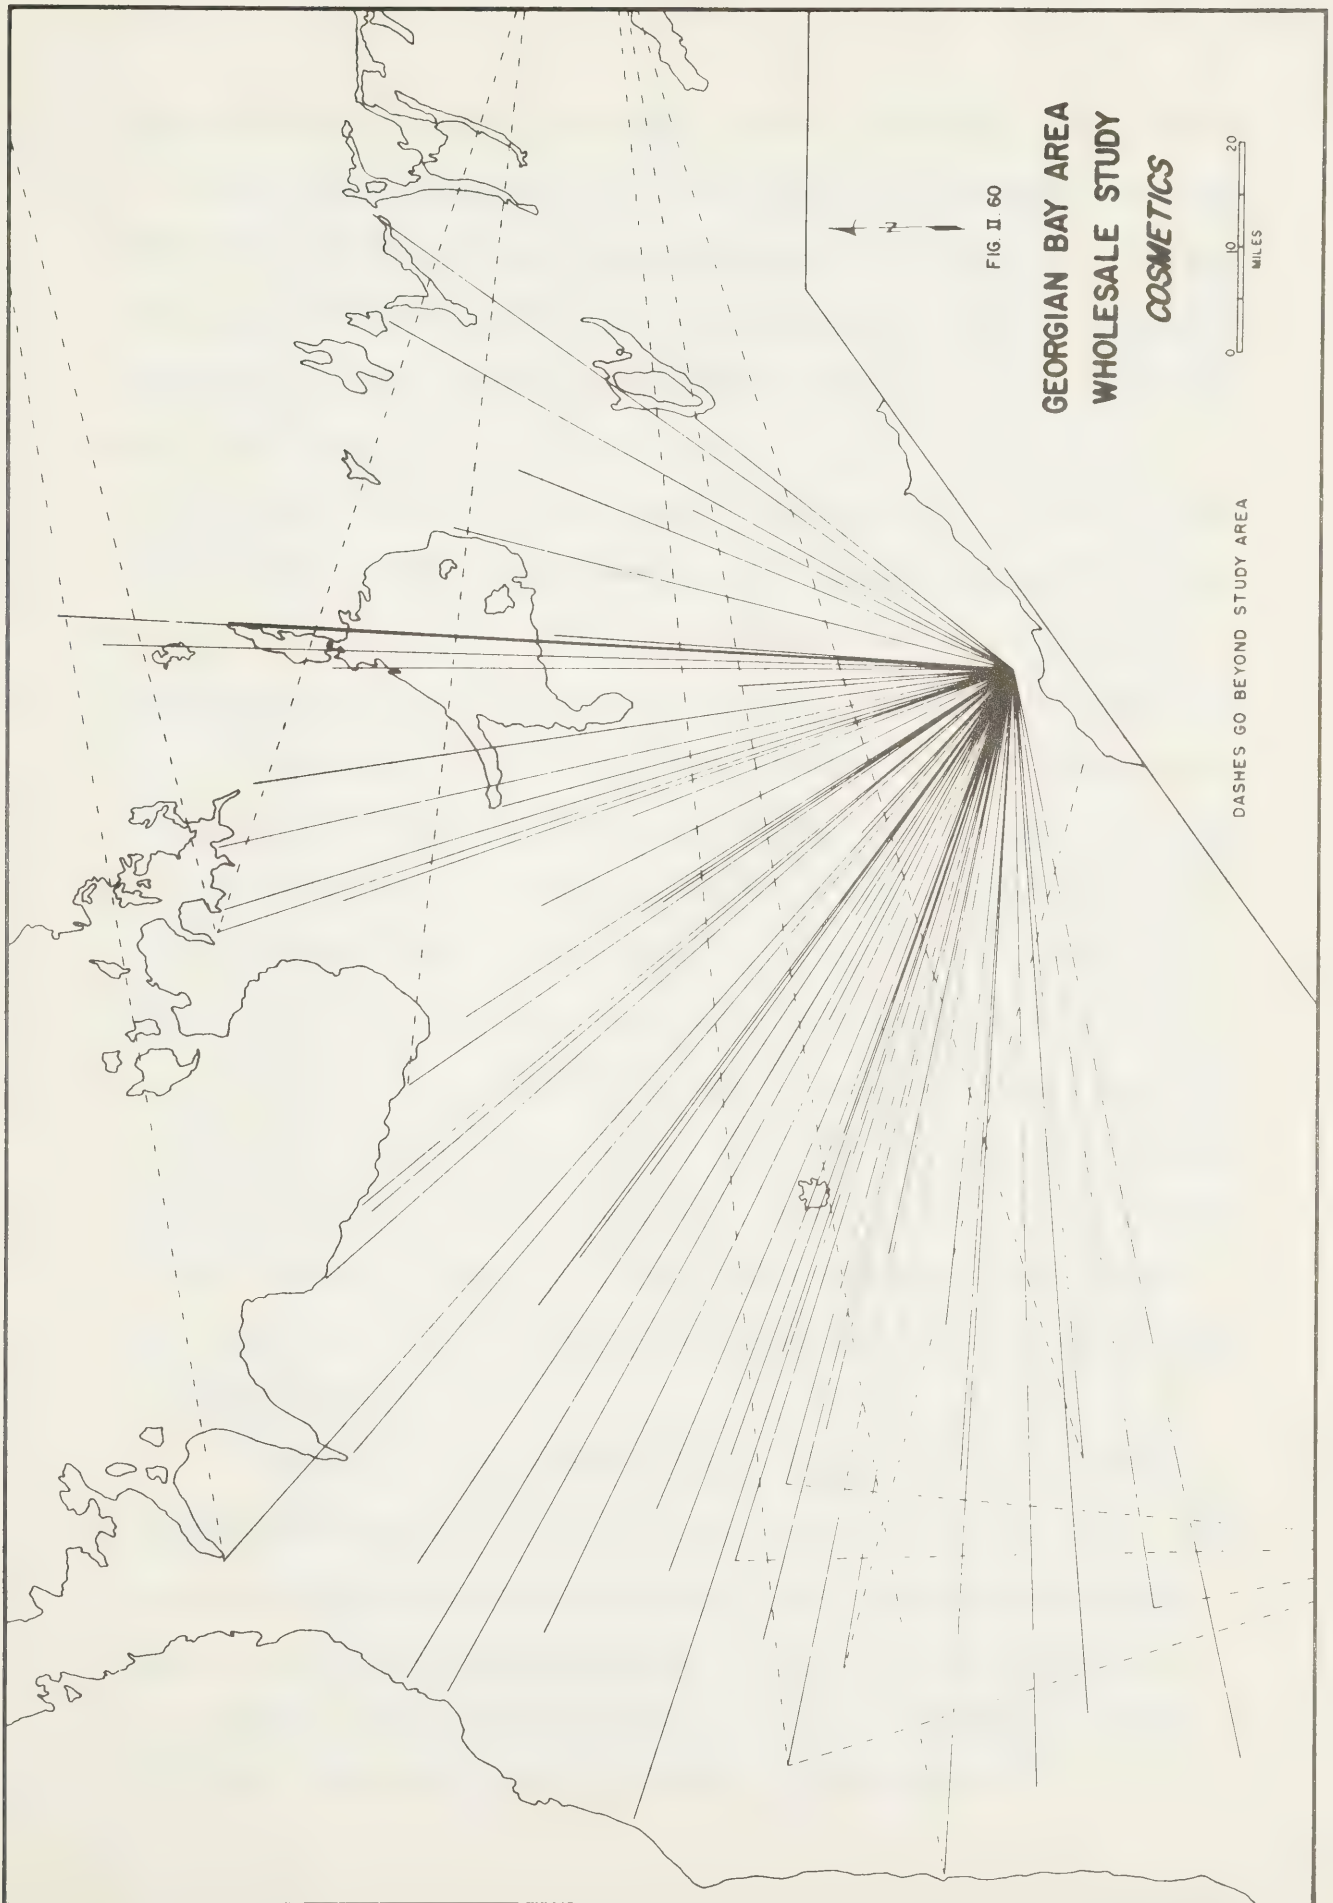 N
FIG. II. 60
GEORGIAN BAY AREA
WHOLESALE STUDY
COSMETICS
0 10 20
MILES
DASHES GO BEYOND STUDY AREA